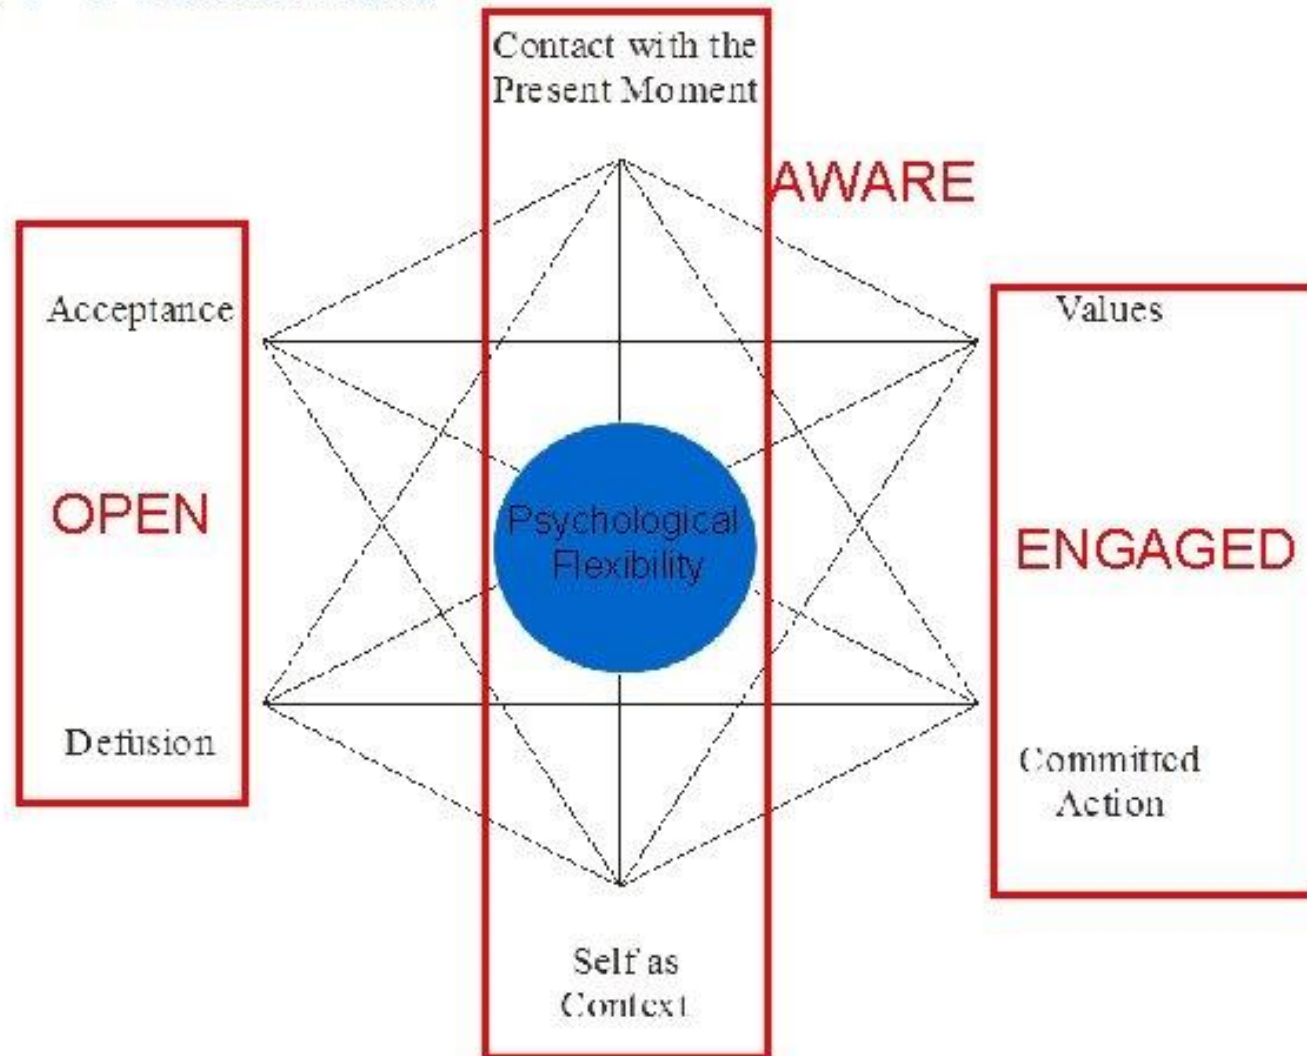 Contact with the
Present Moment
AWARE
Acceptance
Values
OPEN
Psychological
Flexibility
ENGAGED
Defusion
Committed
Action
Self as
Context